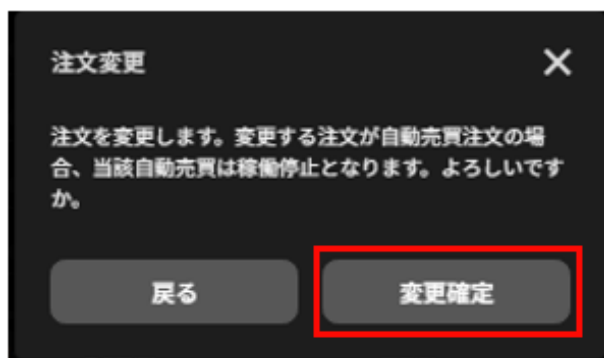 注文変更
注文を変更します。変更する注文が自動売買注文の場
合、当該自動売買は稼働停止となります。よろしいです
か。
戻る
変更確定